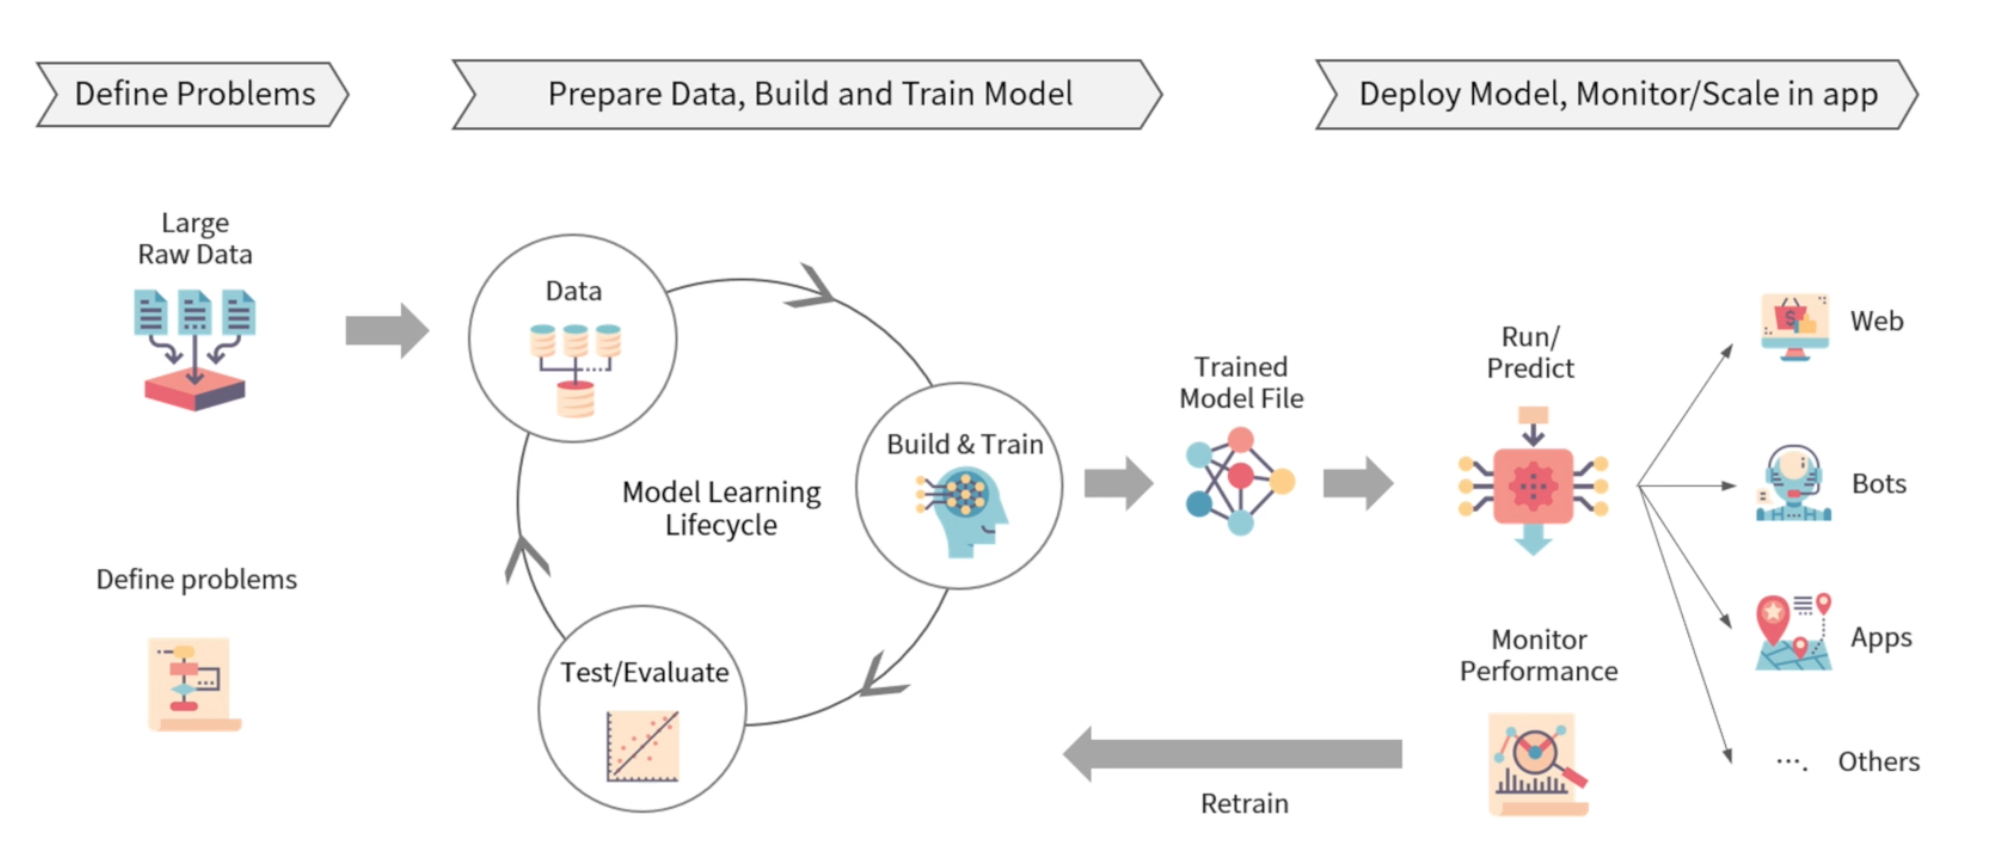 Define Problems
Prepare Data, Build and Train Model
Deploy Model, Monitor/Scale in app
Large
Raw Data
Define problems
Data
Build & Train
Model Learning
Lifecycle
Test/Evaluate
Trained
Model File
Run/
Predict
Monitor
Performance
Retrain
Web
$
Bots
Apps
.... Others